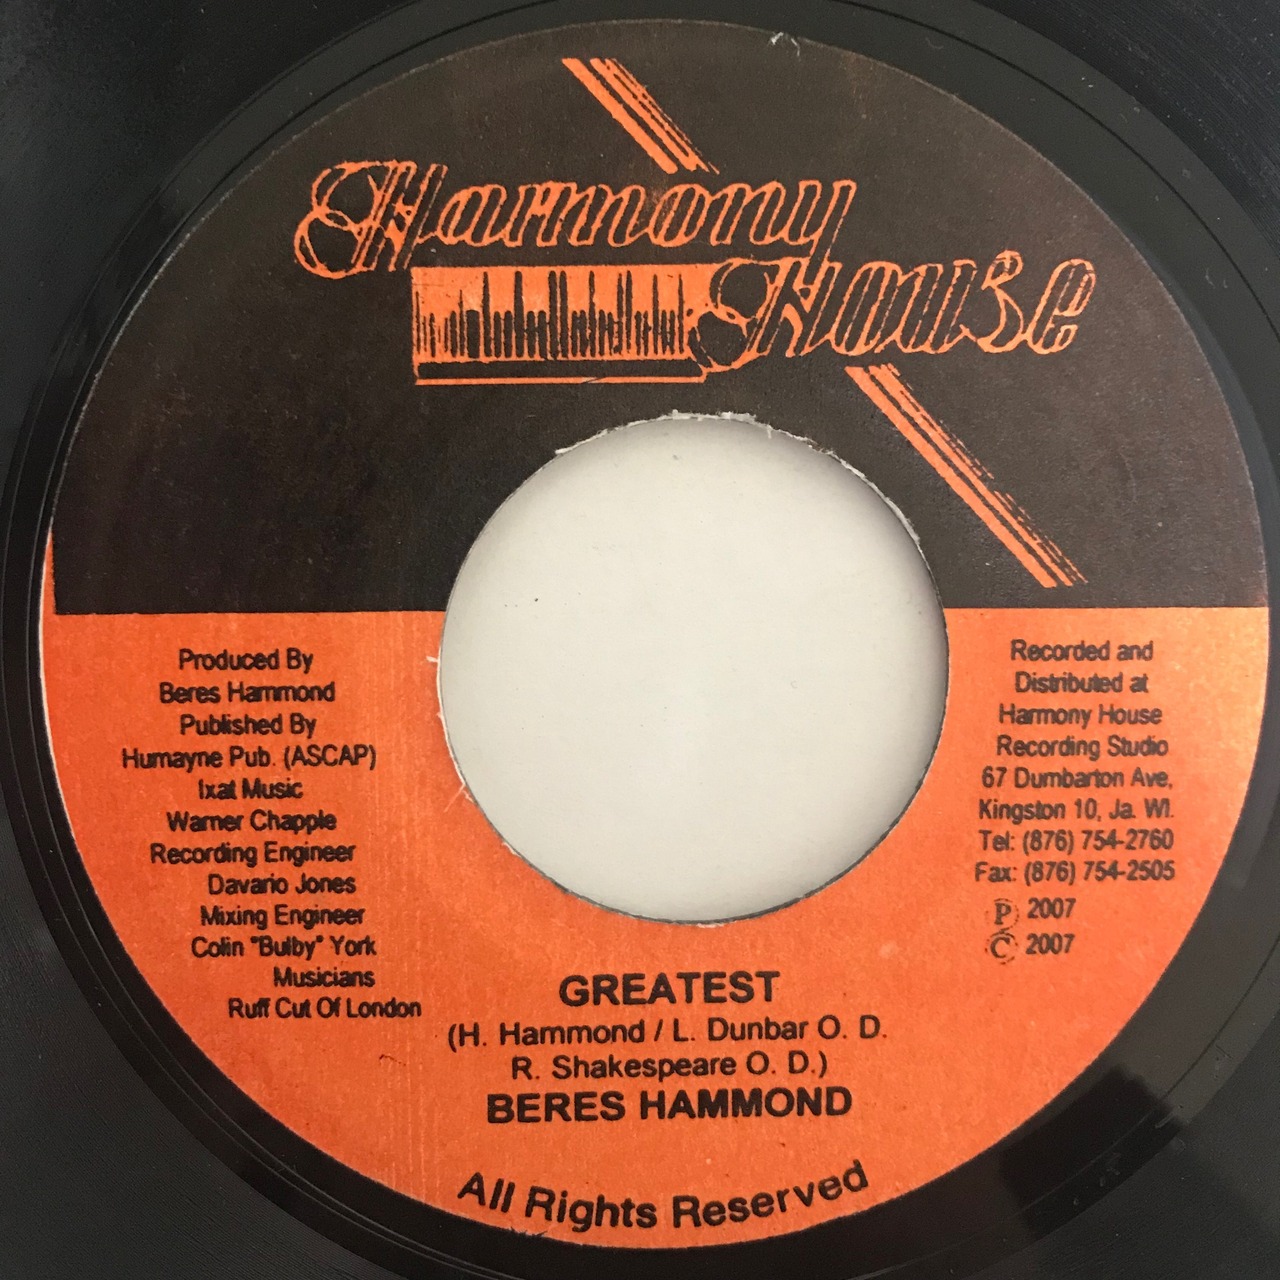 Harmony
House
Produced By
Beres Hammond
Published By
Humayne Pub. (ASCAP)
Ixat Music
Warner Chapple
Recording Engineer
Davario Jones
Mixing Engineer
Colin "Bulby" York
Musicians
Ruff Cut Of London
Recorded and
Distributed at
Harmony House
Recording Studio
67 Dumbarton Ave,
Kingston 10, Ja. WI.
Tel: (876) 754-2760
Fax: (876) 754-2505
℗ 2007
© 2007
GREATEST
(H. Hammond / L. Dunbar O. D.
R. Shakespeare O. D.)
BERES HAMMOND
All Rights Reserved